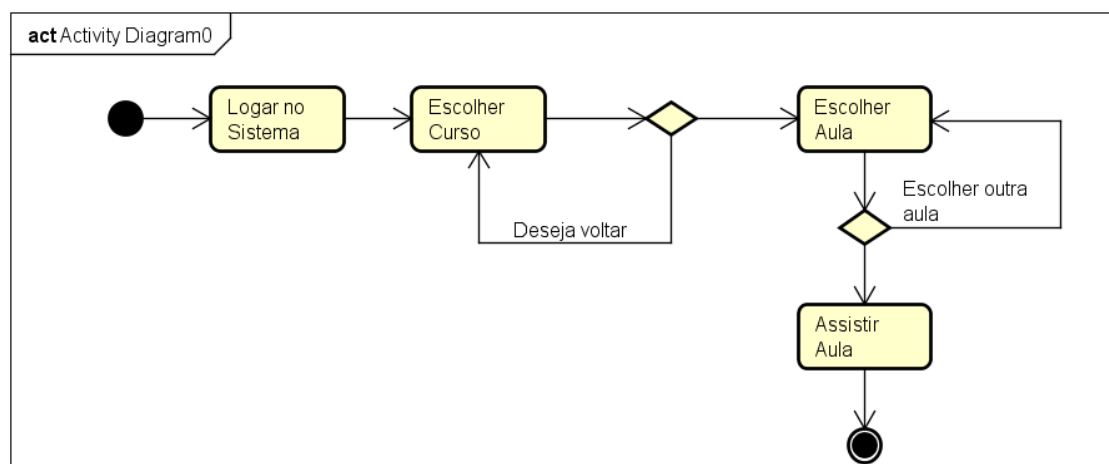 act Activity Diagram0
Logar no
Sistema
Escolher
Curso
Escolher
Aula
Deseja voltar
Escolher outra
aula
Assistir
Aula